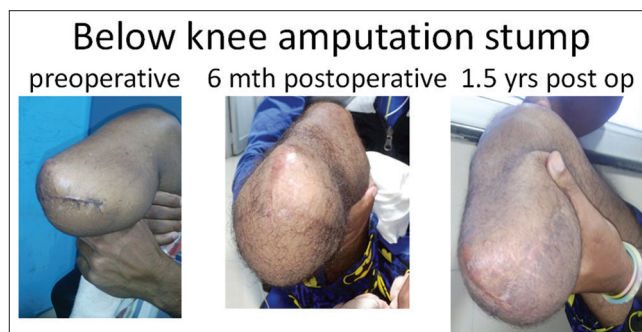 Below knee amputation stump
preoperative 6 mth postoperative 1.5 yrs post op